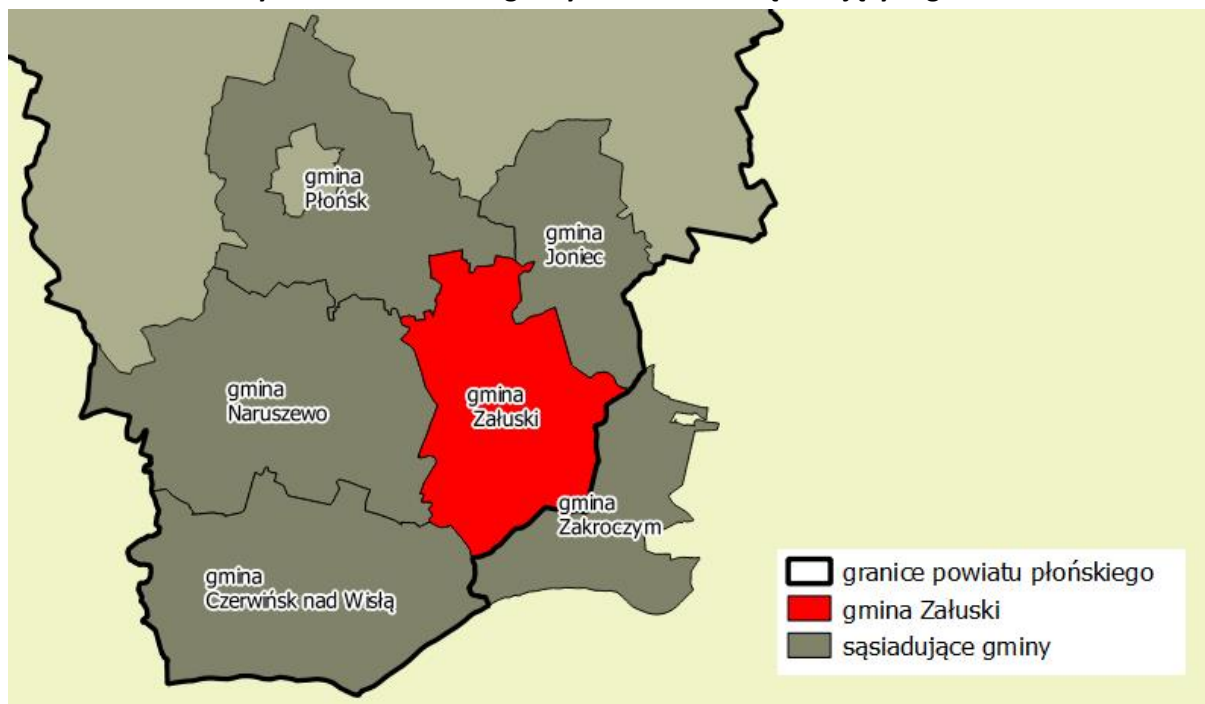 gmina
Płońsk
gmina
Joniec
gmina
Naruszewo
gmina
Załuski
gmina
Zakroczym
gmina
Czerwińsk nad Wisłą
granice powiatu płońskiego
gmina Załuski
sąsiadujące gminy